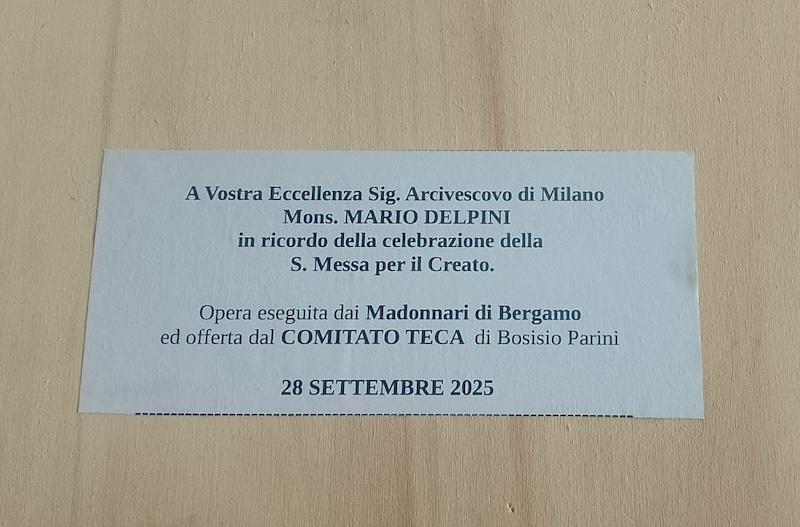 A Vostra Eccellenza Sig. Arcivescovo di Milano
Mons. MARIO DELPINI
in ricordo della celebrazione della
S. Messa per il Creato.
Opera eseguita dai Madonnari di Bergamo
ed offerta dal COMITATO TECA di Bosisio Parini
28 SETTEMBRE 2025